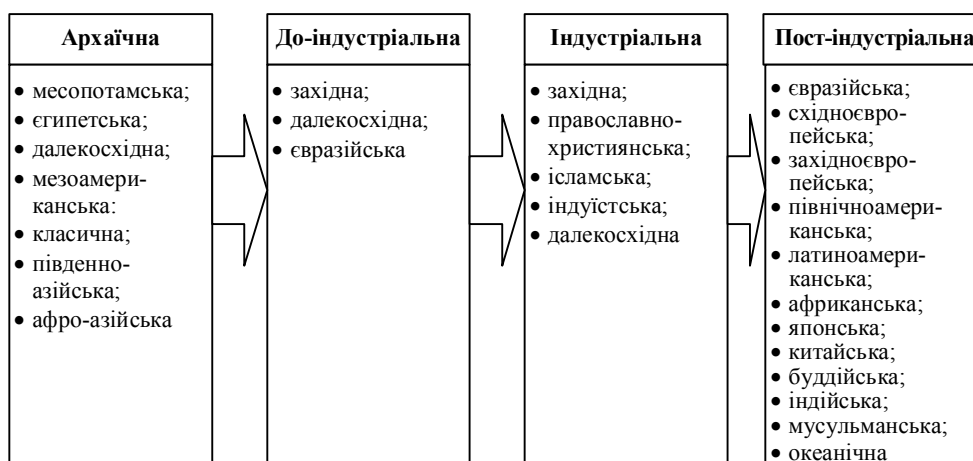 Архаїчна
• месопотамська;
• єгипетська;
• далекосхідна;
• мезоамери-
канська:
• класична;
• південно-
азійська;
• афро-азійська
До-індустріальна
• західна;
• далекосхідна;
• євразійська
Індустріальна
• західна;
• православно-
християнська;
• ісламська;
• індуїстська;
• далекосхідна
Пост-індустріальна
• євразійська;
• східноєвро-
пейська;
• західноєвро-
пейська;
• північноамери-
канська;
• латиноамери-
канська;
• африканська;
• японська;
• китайська;
• буддійська;
• індійська;
• мусульманська;
• океанічна